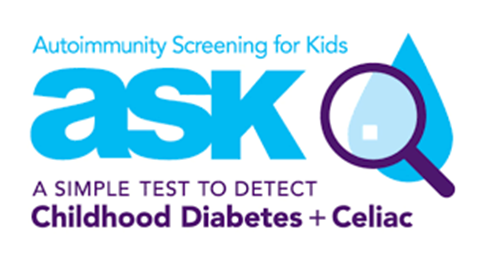 Autoimmunity Screening for Kids
ask
A SIMPLE TEST TO DETECT
Childhood Diabetes + Celiac